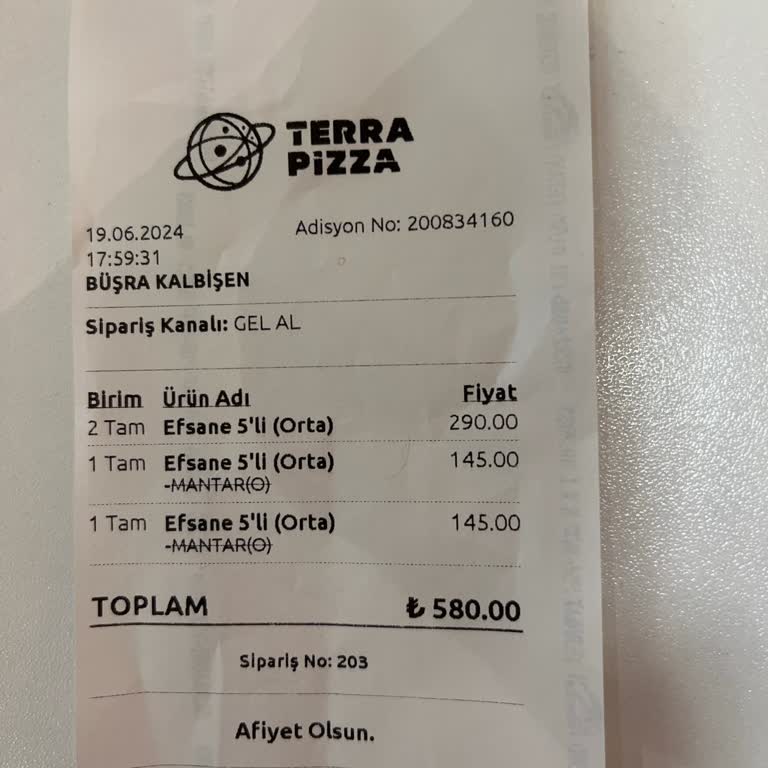 TERRA
PiZZA
19.06.2024 Adisyon No: 200834160
17:59:31
BÜŞRA KALBİŞEN
Sipariş Kanalı: GEL AL
Birim Ürün Adı Fiyat
2 Tam Efsane 5'li (Orta) 290.00
1 Tam Efsane 5'li (Orta) 145.00
-MANTAR(O)
1 Tam Efsane 5'li (Orta) 145.00
-MANTAR(O)
TOPLAM ₺ 580.00
Sipariş No: 203
Afiyet Olsun.